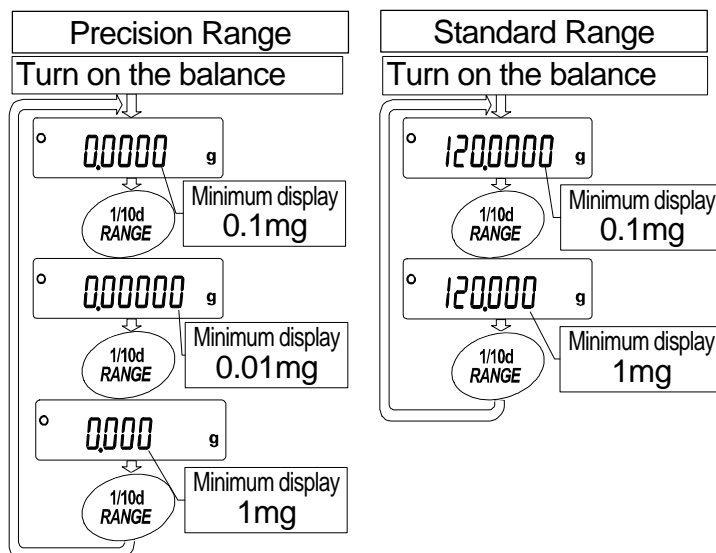 Precision Range
Turn on the balance
0.0000 g
1/10d
RANGE
Minimum display
0.1mg
0.00000 g
1/10d
RANGE
Minimum display
0.01mg
0.000 g
1/10d
RANGE
Minimum display
1mg
Standard Range
Turn on the balance
120.0000 g
1/10d
RANGE
Minimum display
0.1mg
120.000 g
1/10d
RANGE
Minimum display
1mg